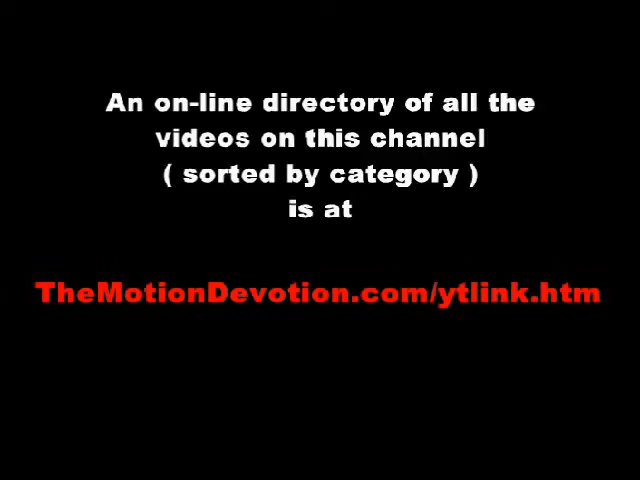 An on-line directory of all the
videos on this channel
( sorted by category )
is at
TheMotionDevotion.com/ytlink.htm